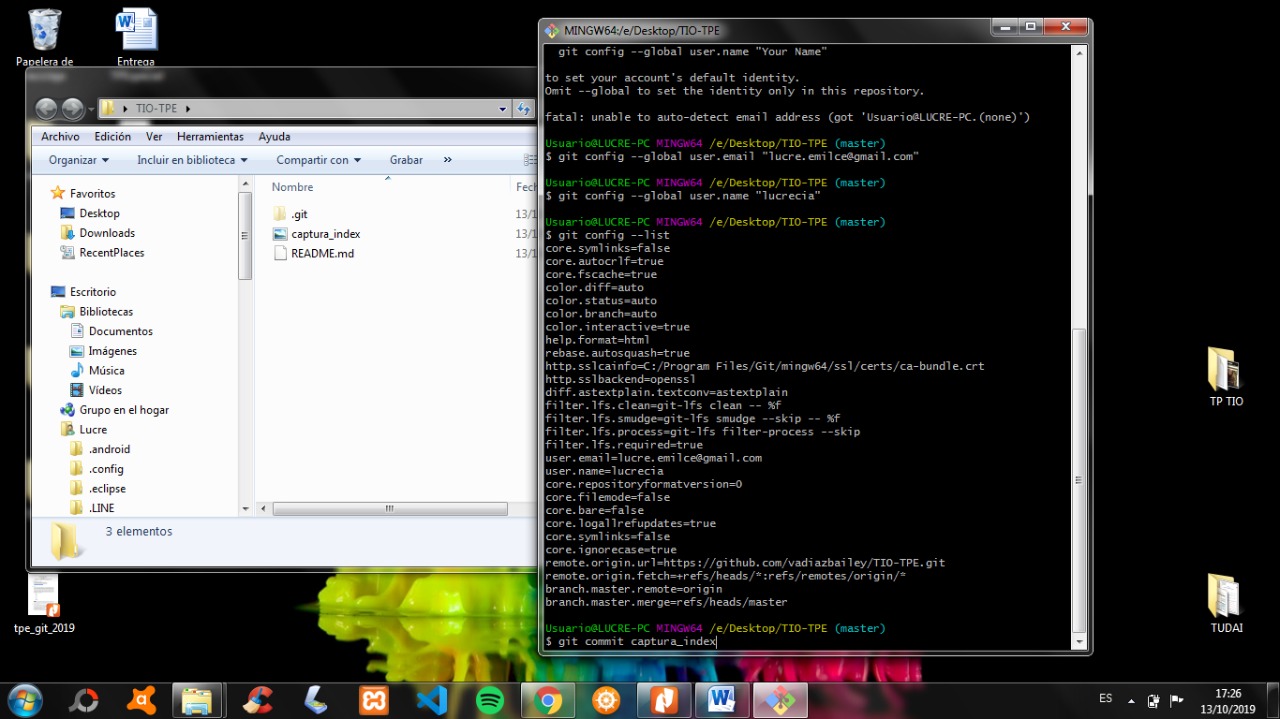 Papelera de
Entrega
TIO-TPE
Archivo Edición Ver Herramientas Ayuda
Organizar Incluir en biblioteca Compartir con Grabar »
Favoritos
Desktop
Downloads
RecentPlaces
Escritorio
Bibliotecas
Documentos
Imágenes
Música
Vídeos
Grupo en el hogar
Lucre
.android
.config
.eclipse
.LINE
Nombre Fec
.git 13/1
captura_index 13/1
README.md 13/1
3 elementos
tpe_git_2019
MINGW64:/e/Desktop/TIO-TPE
git config --global user.name "Your Name"
to set your account's default identity.
Omit --global to set the identity only in this repository.
fatal: unable to auto-detect email address (got 'Usuario@LUCRE-PC.(none)')
Usuario@LUCRE-PC MINGW64 /e/Desktop/TIO-TPE (master)
$ git config --global user.email "lucre.emilce@gmail.com"
Usuario@LUCRE-PC MINGW64 /e/Desktop/TIO-TPE (master)
$ git config --global user.name "lucrecia"
Usuario@LUCRE-PC MINGW64 /e/Desktop/TIO-TPE (master)
$ git config --list
core.symlinks=false
core.autocrlf=true
core.fscache=true
color.diff=auto
color.status=auto
color.branch=auto
color.interactive=true
help.format=html
rebase.autosquash=true
http.sslcainfo=C:/Program Files/Git/mingw64/ssl/certs/ca-bundle.crt
http.sslbackend=openssl
diff.astextplain.textconv=astextplain
filter.lfs.clean=git-lfs clean -- %f
filter.lfs.smudge=git-lfs smudge --skip -- %f
filter.lfs.process=git-lfs filter-process --skip
filter.lfs.required=true
user.email=lucre.emilce@gmail.com
user.name=lucrecia
core.repositoryformatversion=0
core.filemode=false
core.bare=false
core.logallrefupdates=true
core.symlinks=false
core.ignorecase=true
remote.origin.url=https://github.com/vadiazbailey/TIO-TPE.git
remote.origin.fetch=+refs/heads/*:refs/remotes/origin/*
branch.master.remote=origin
branch.master.merge=refs/heads/master
Usuario@LUCRE-PC MINGW64 /e/Desktop/TIO-TPE (master)
$ git commit captura_index
TP TIO
TUDAI
ES
17:26
13/10/2019